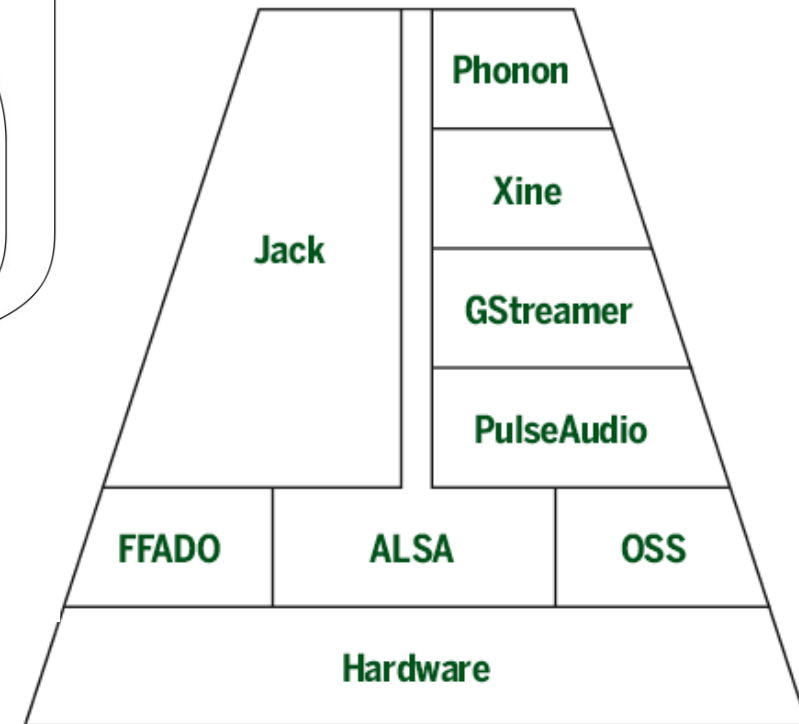 Phonon
Xine
Jack
GStreamer
PulseAudio
FFADO
ALSA
OSS
Hardware